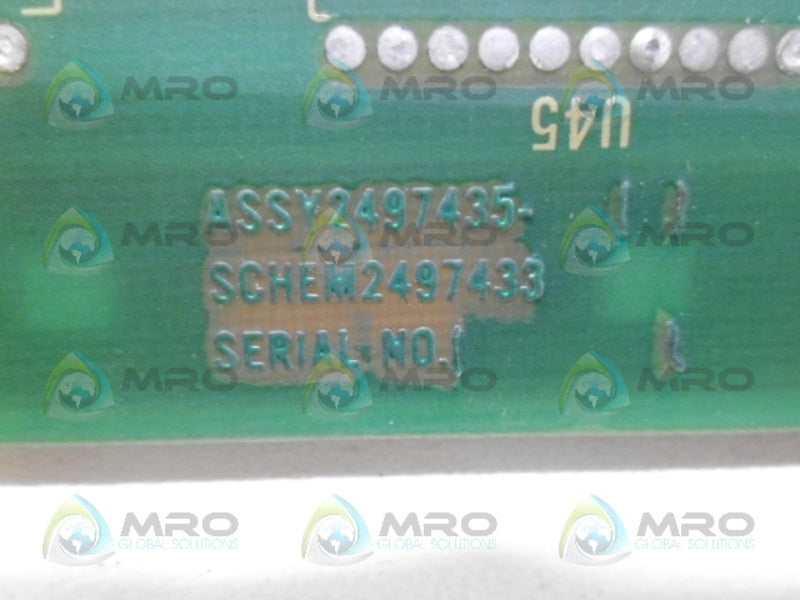 MRO MRO MRO
U45
ASSY2497435-
MRO MRO MRO
SCHEM2497433
SERIAL NO.
MRO MRO MRO
MRO MRO MRO
GLOBAL SOLUTIONS GLOBAL SOLUTIONS GLOBAL SOLUTIONS